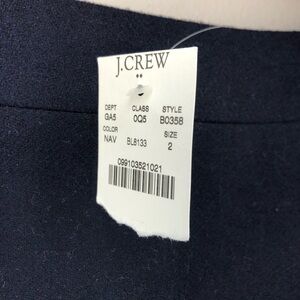 J.CREW
**
DEPT CLASS STYLE
GA5 0Q5 B0358
COLOR SIZE
NAV BL8133 2
099103521021